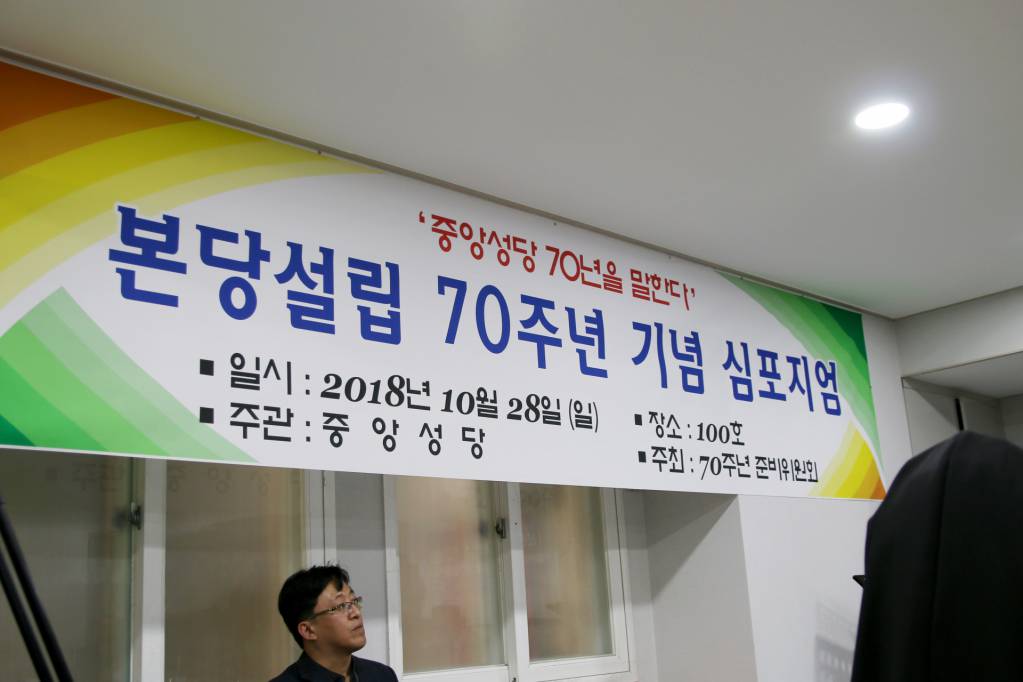 '중앙성당 70년을 말한다'
본당설립 70주년 기념 심포지엄
▪ 일시 : 2018년 10월 28일 (일)
▪ 장소 : 100호
▪ 주관 : 중 앙 성 당
▪ 주최 : 70주년 준비위원회